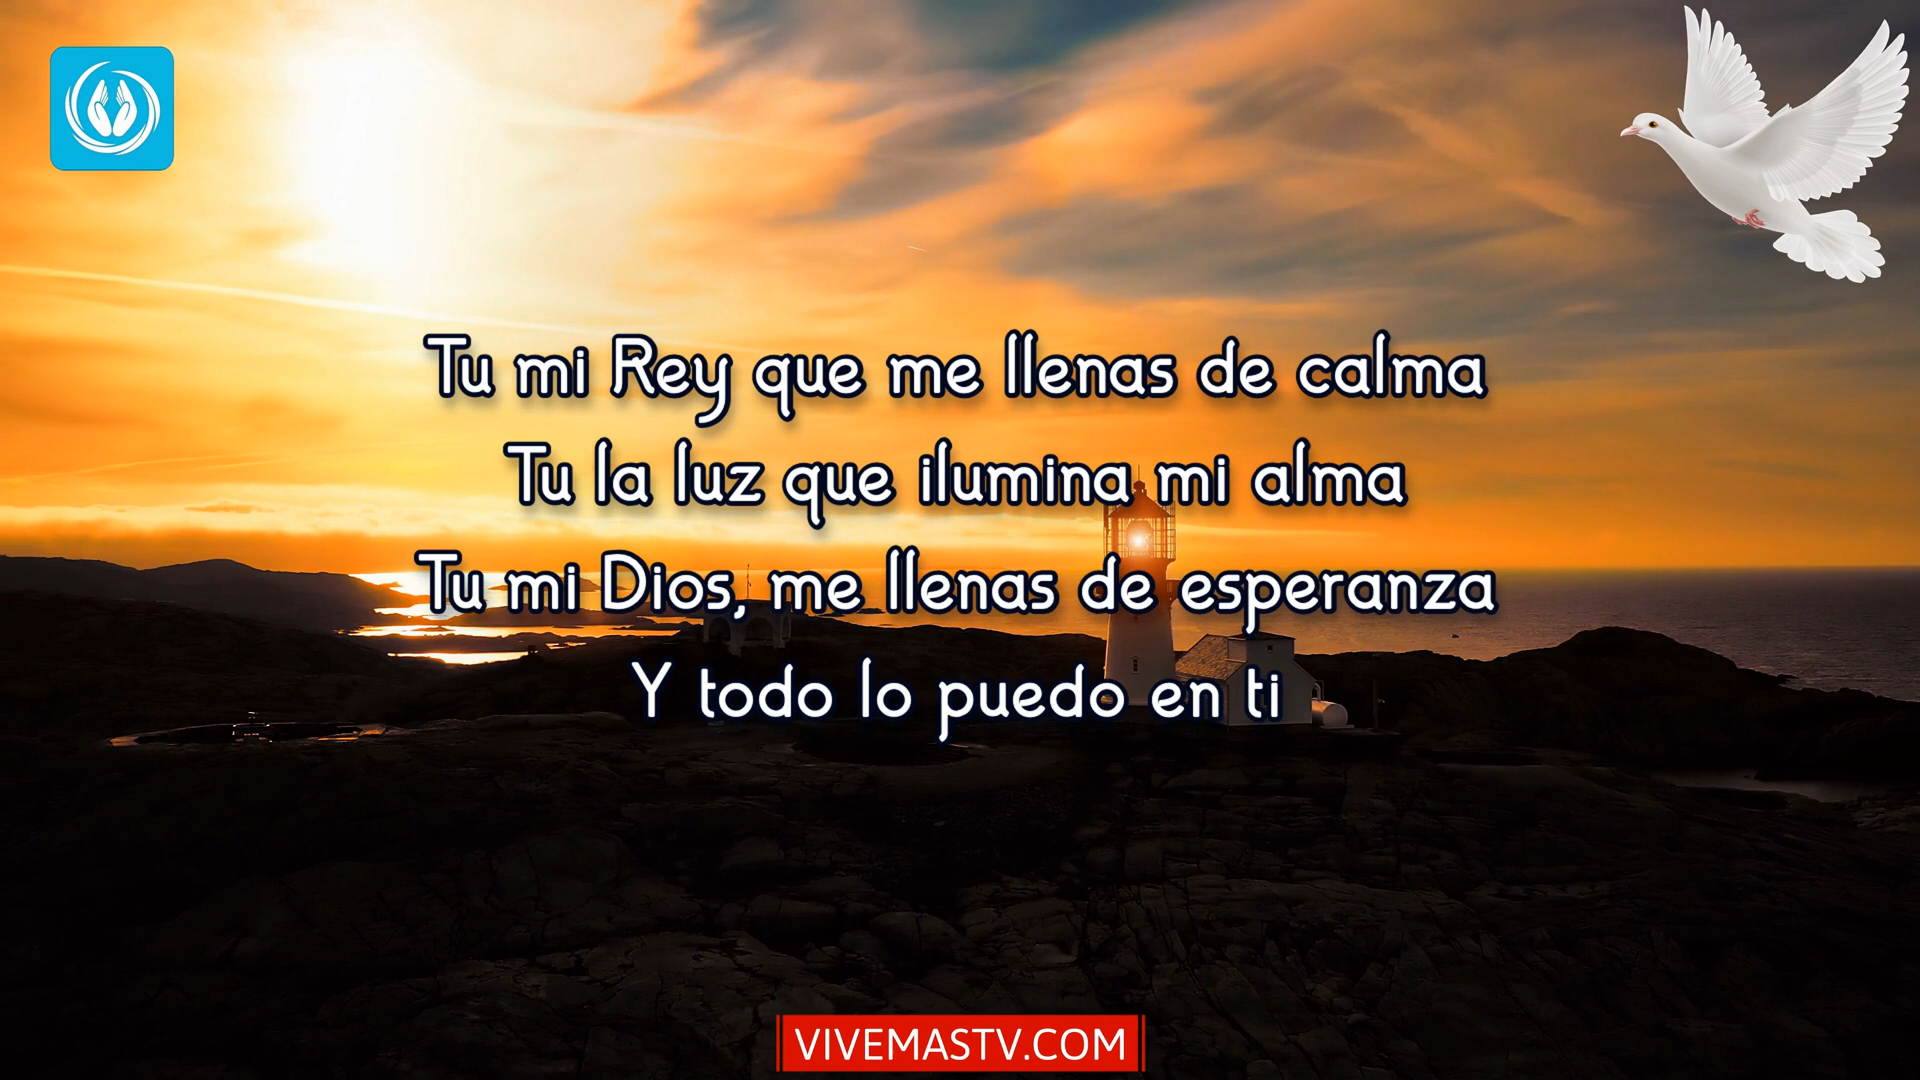 Tu mi Rey que me llenas de calma
Tu la luz que ilumina mi alma
Tu mi Dios, me llenas de esperanza
Y todo lo puedo en ti
VIVEMASTV.COM